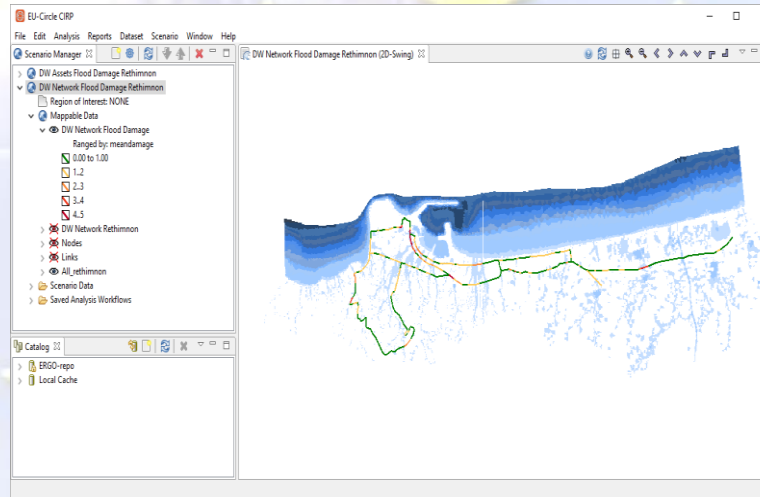 EU-Circle CIRP
File Edit Analysis Reports Dataset Scenario Window Help
Scenario Manager
DW Network Flood Damage Rethimnon (2D-Swing)
DW Assets Flood Damage Rethimnon
DW Network Flood Damage Rethimnon
Region of Interest: NONE
Mappable Data
DW Network Flood Damage
Ranged by: meandamage
0.00 to 1.00
1..2
2..3
3..4
4..5
DW Network Rethimnon
Nodes
Links
All_rethimnon
Scenario Data
Saved Analysis Workflows
Catalog
ERGO-repo
Local Cache